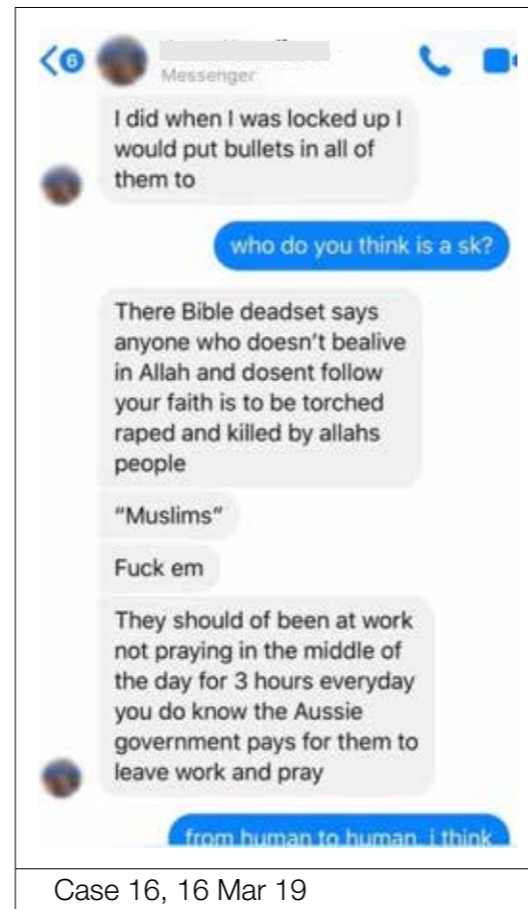 6
Messenger
I did when I was locked up I
would put bullets in all of
them to
who do you think is a sk?
There Bible deadset says
anyone who doesn't bealive
in Allah and dosent follow
your faith is to be torched
raped and killed by allahs
people
"Muslims"
Fuck em
They should of been at work
not praying in the middle of
the day for 3 hours everyday
you do know the Aussie
government pays for them to
leave work and pray
from human to human i think
Case 16, 16 Mar 19